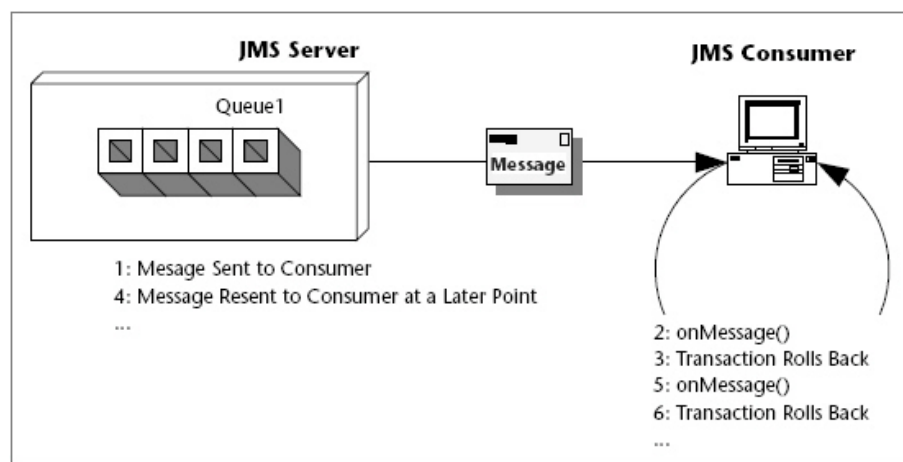 JMS Server
JMS Consumer
Queue1
Message
1: Mesage Sent to Consumer
4: Message Resent to Consumer at a Later Point
...
2: onMessage()
3: Transaction Rolls Back
5: onMessage()
6: Transaction Rolls Back
...